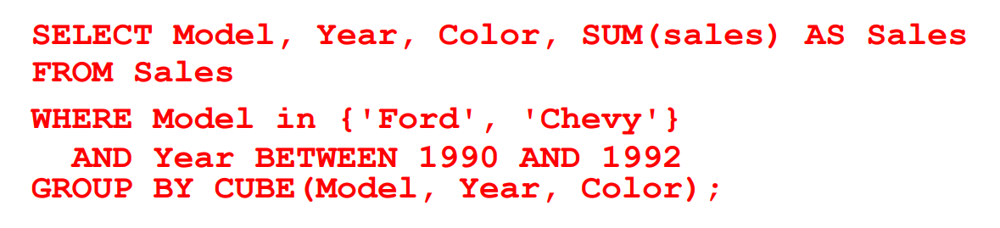 SELECT Model, Year, Color, SUM(sales) AS Sales
FROM Sales
WHERE Model in {'Ford', 'Chevy'}
  AND Year BETWEEN 1990 AND 1992
GROUP BY CUBE(Model, Year, Color);